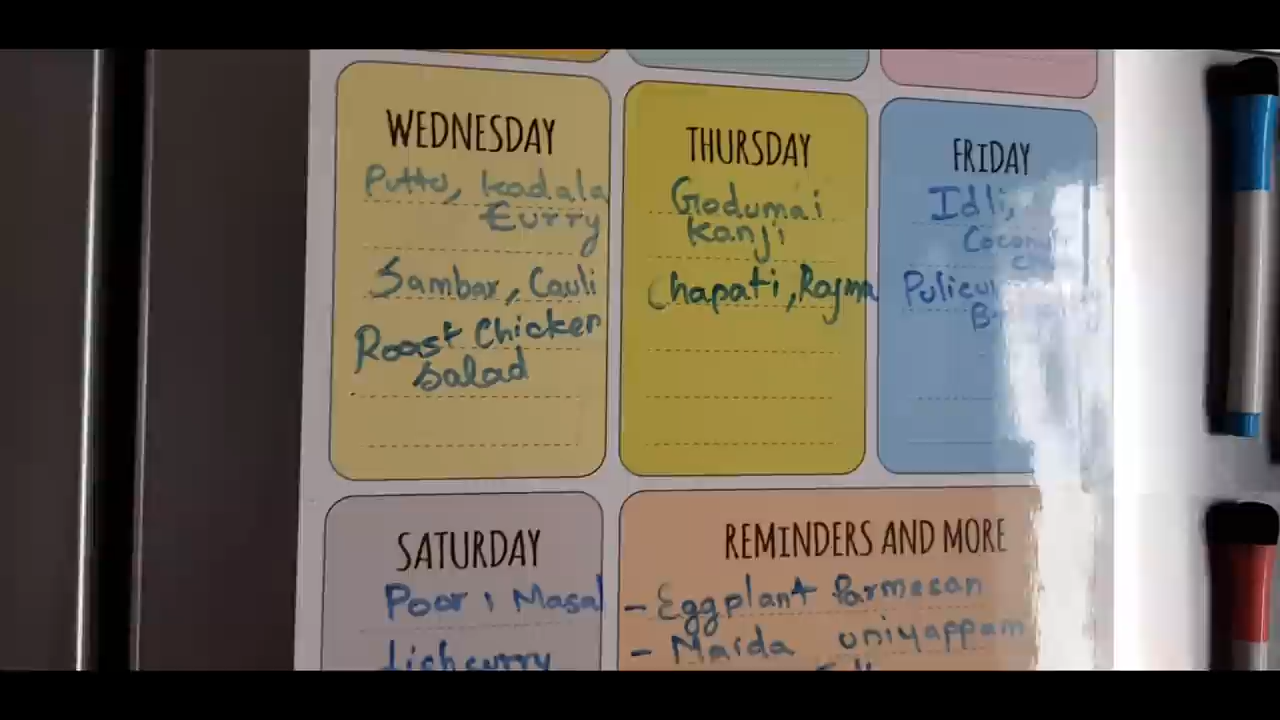 WEDNESDAY
Puttu, kadala
Curry
Sambar, Cauli
Roast Chicken
Salad
THURSDAY
Godumai
Kanji
Chapati, Rajma
FRIDAY
Idli,
SATURDAY
Poori Masal
fishcurry
REMINDERS AND MORE
- Eggplant Parmesan
- Maida uniyappam